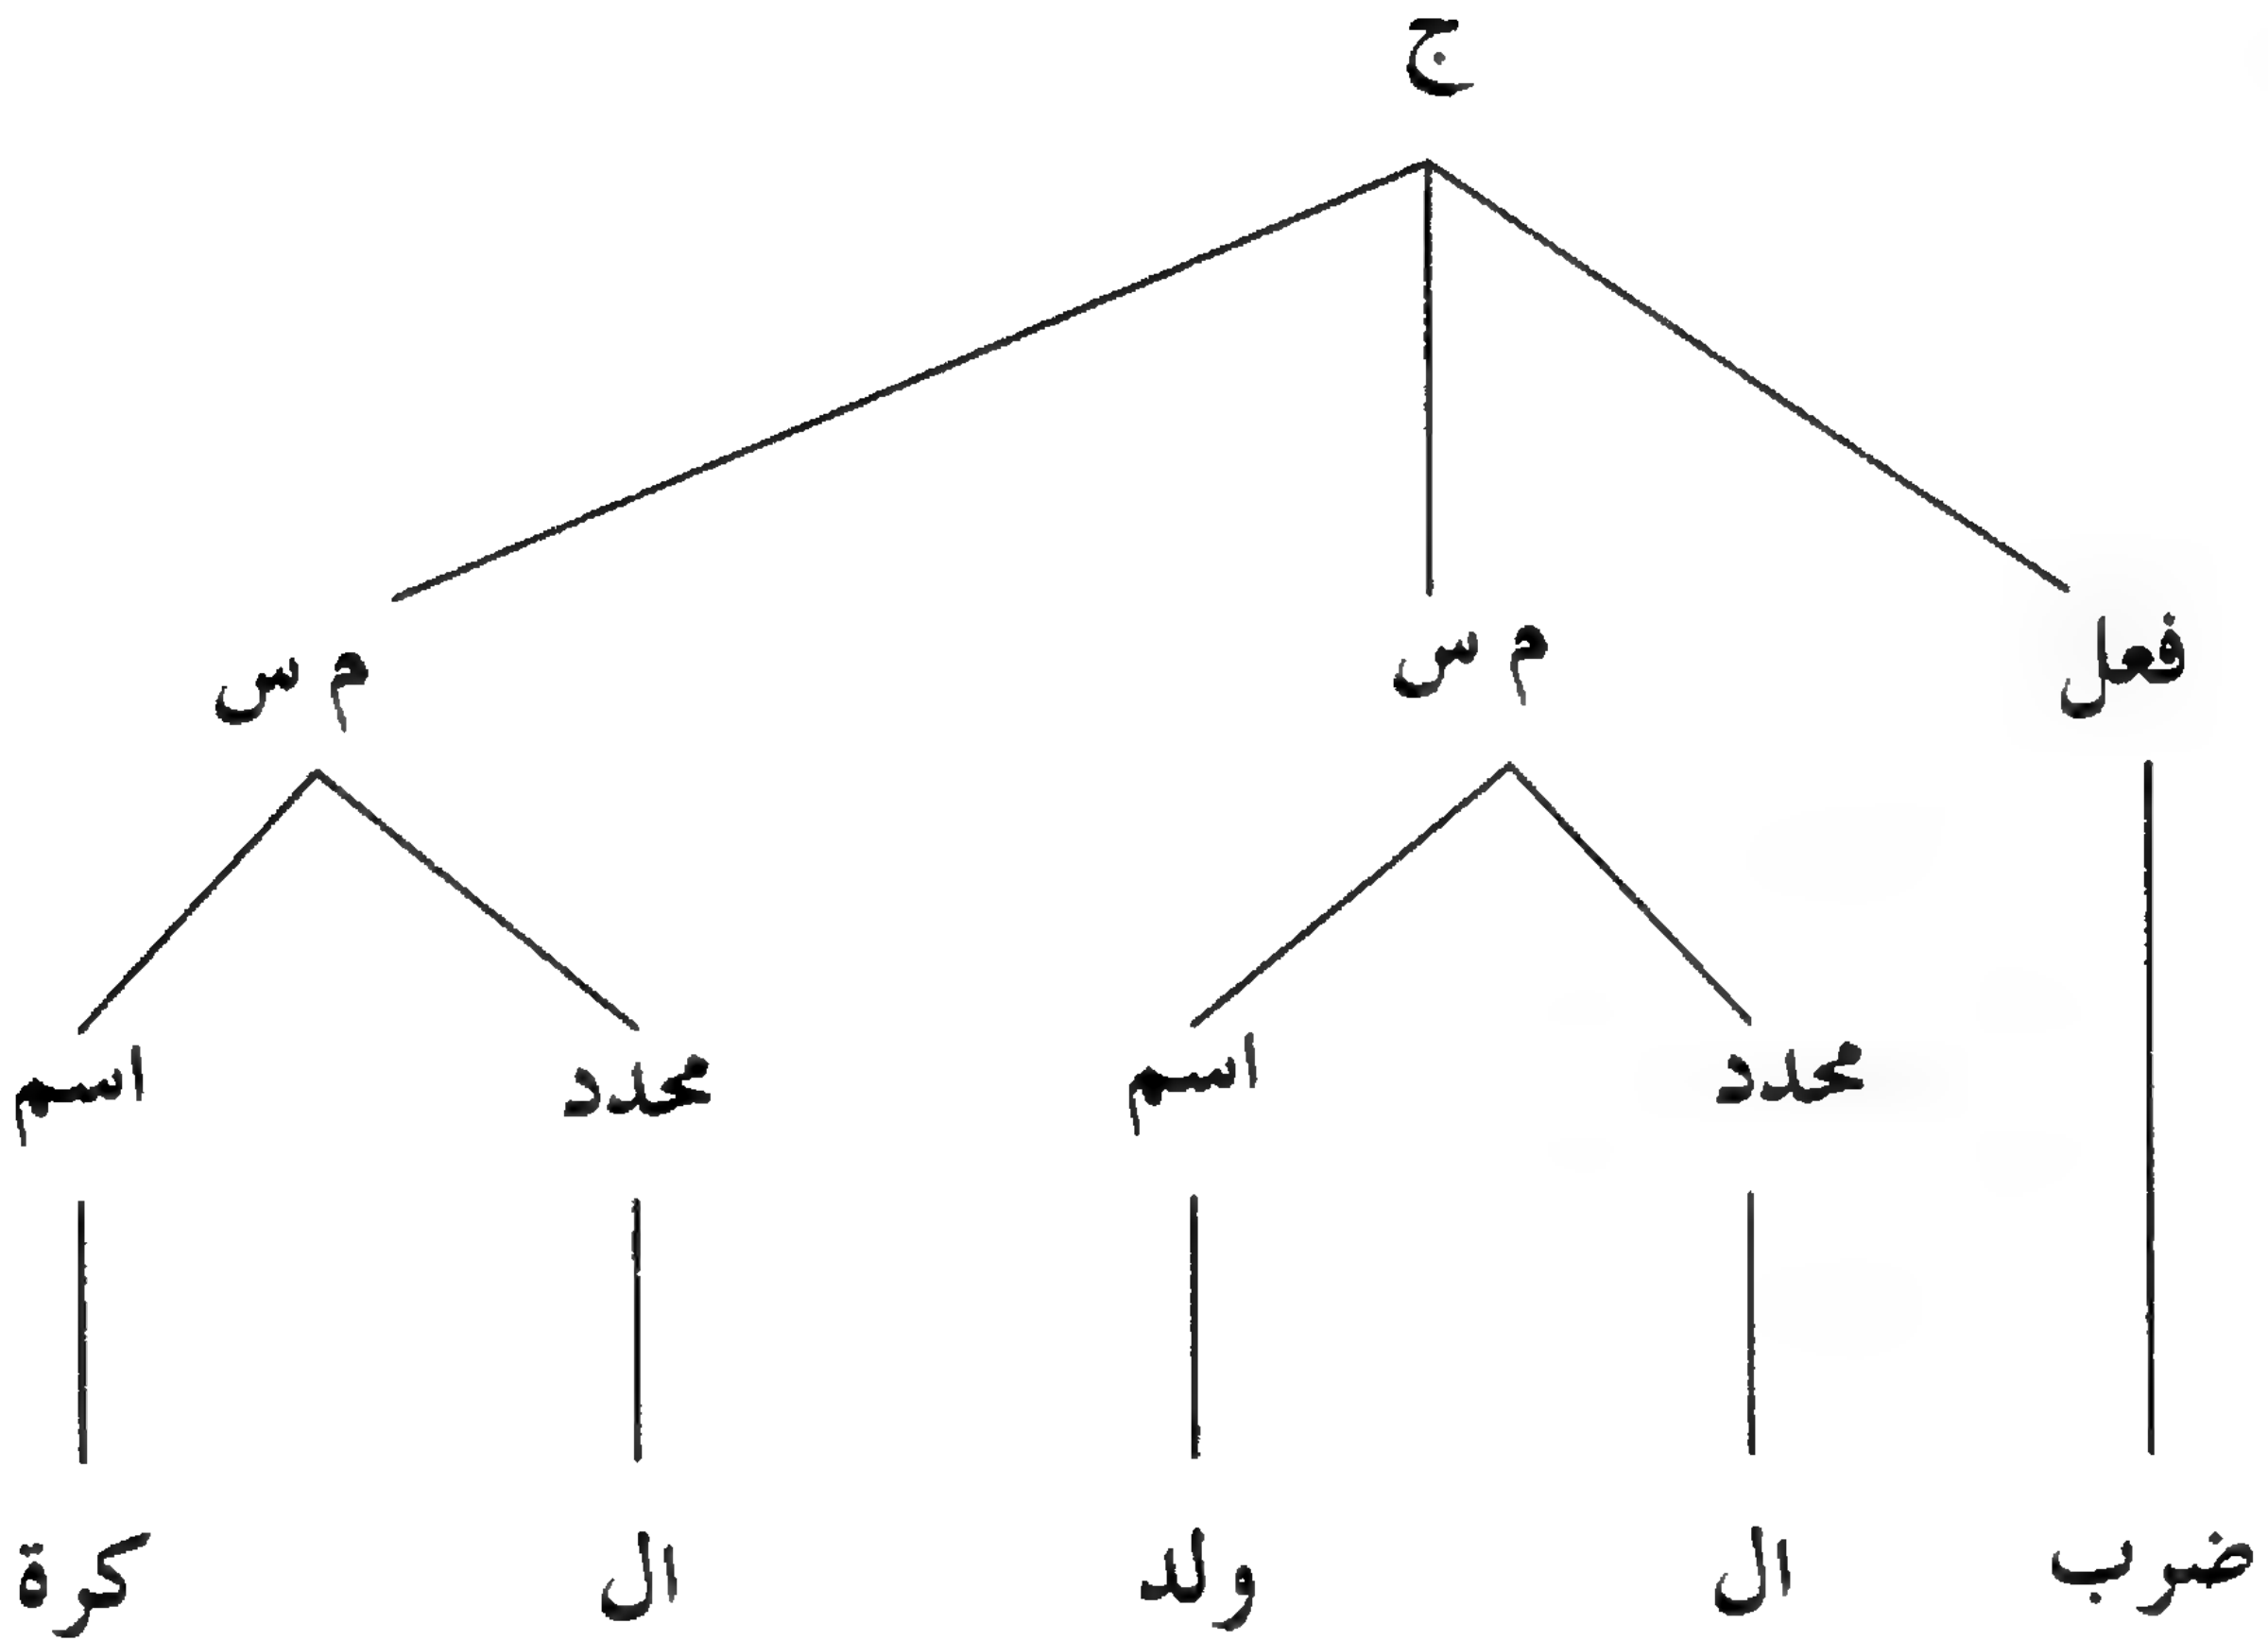 ج
فعل م س م س
محدد اسم محدد اسم
ضرب ال ولد ال كرة